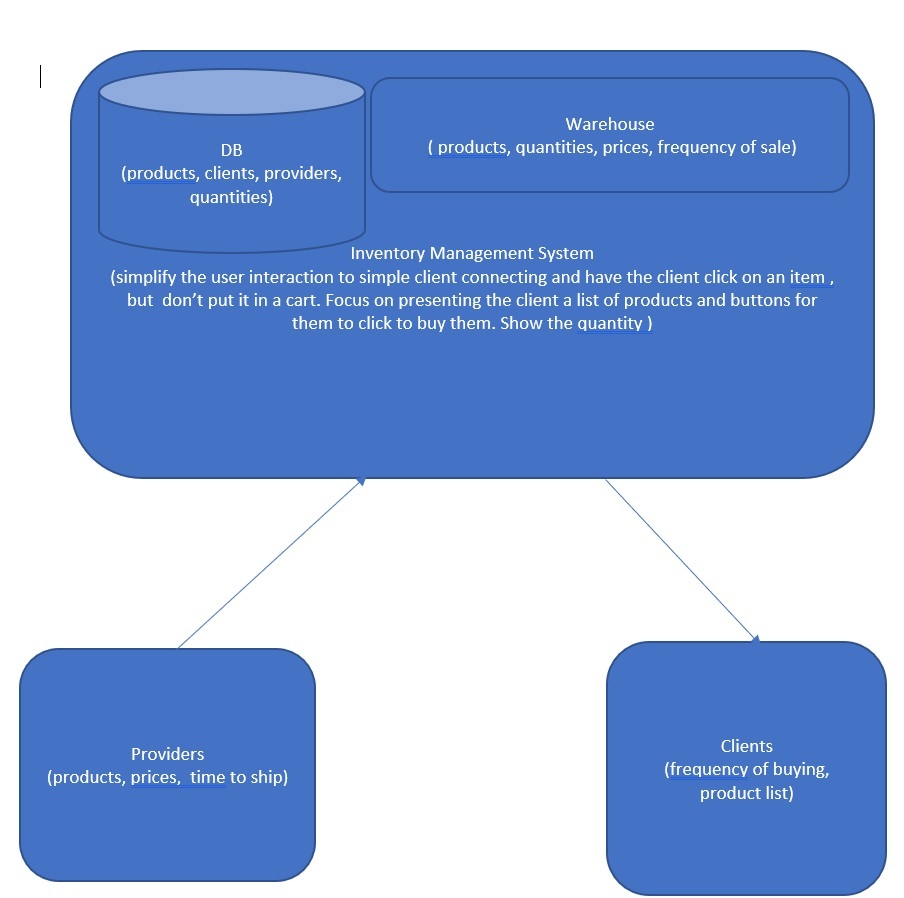 DB
(products, clients, providers,
quantities)
Warehouse
( products, quantities, prices, frequency of sale)
Inventory Management System
(simplify the user interaction to simple client connecting and have the client click on an item ,
but  don’t put it in a cart. Focus on presenting the client a list of products and buttons for
them to click to buy them. Show the quantity )
Providers
(products, prices,  time to ship)
Clients
(frequency of buying,
product list)